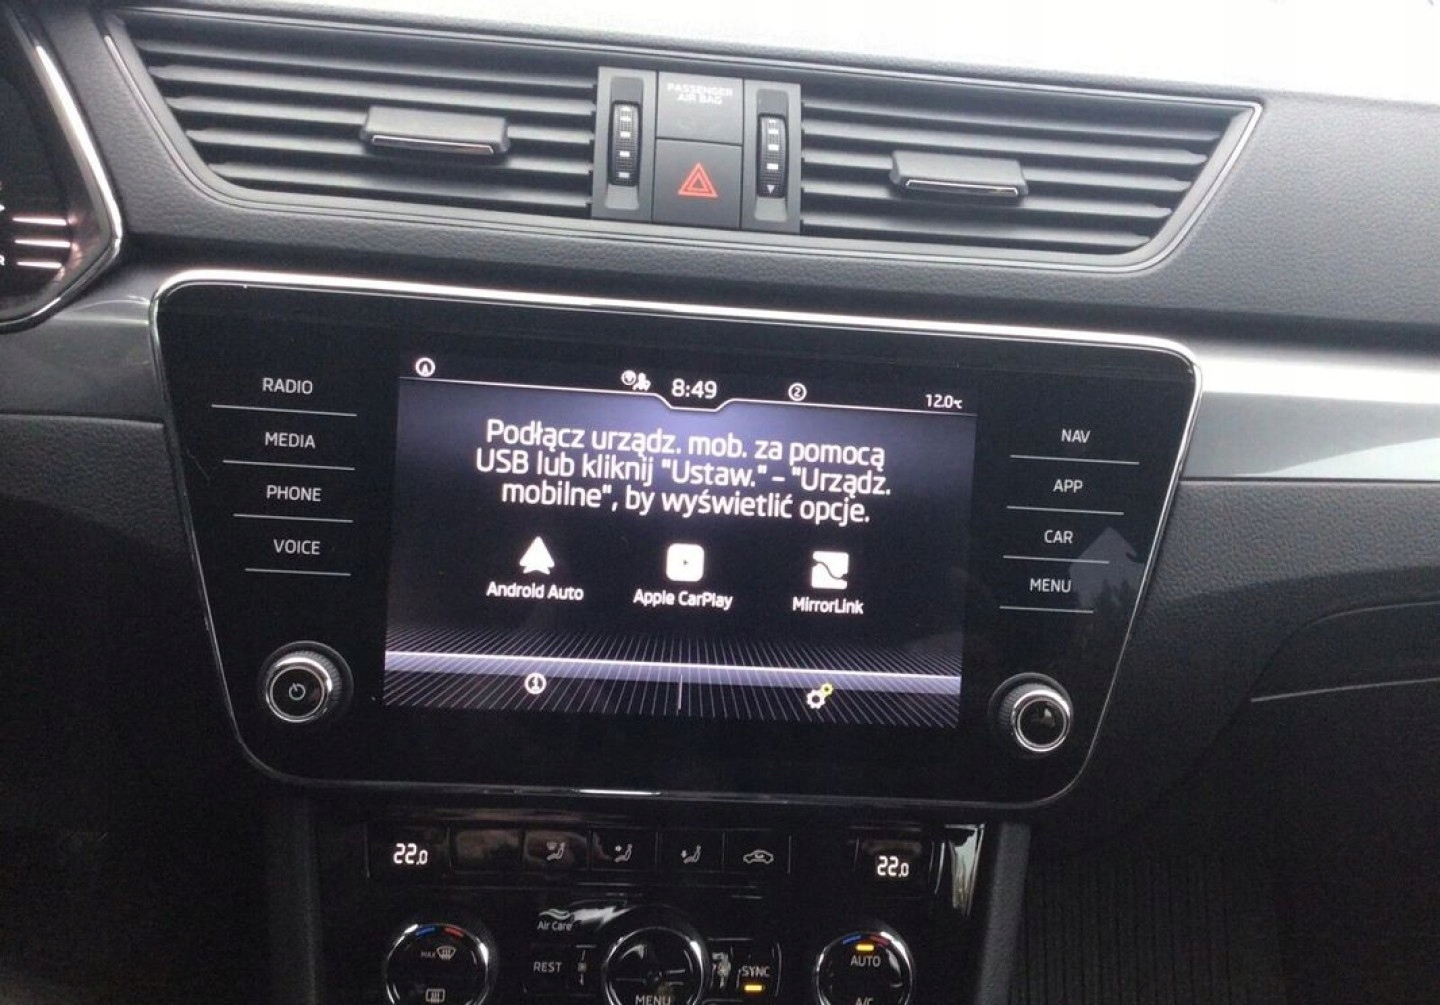 PASSENGER
AIR BAG
8:49
2
12.0°C
RADIO
MEDIA
PHONE
VOICE
Podłącz urządz. mob. za pomocą
USB lub kliknij "Ustaw." - "Urządz.
mobilne", by wyświetlić opcje.
Android Auto
Apple CarPlay
MirrorLink
NAV
APP
CAR
MENU
22.0
22.0
Air Care
MAX
REST
MENU
SYNC
AUTO
A/C